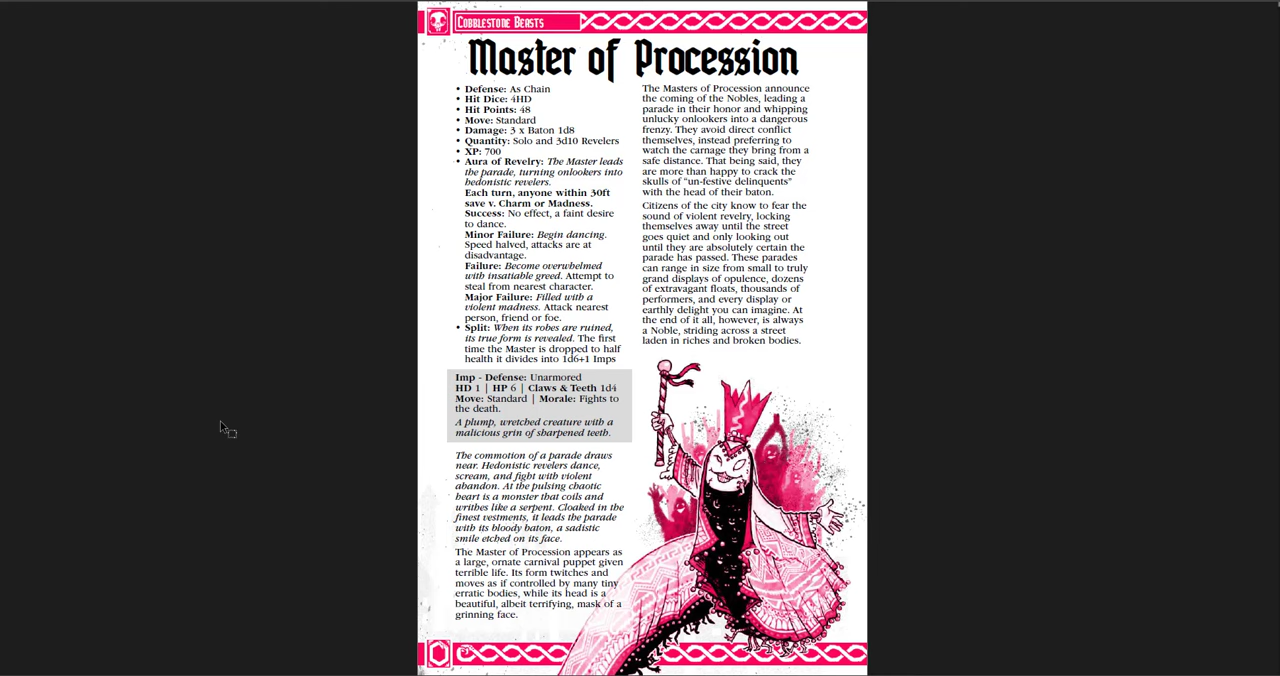 Cobblestone Beasts
Master of Procession
• Defense: As Chain
• Hit Dice: 4HD
• Hit Points: 48
• Move: Standard
• Damage: 3 x Baton 1d8
• Quantity: Solo and 3d10 Revelers
• XP: 700
• Aura of Revelry: The Master leads
the parade, turning onlookers into
hedonistic revelers.
Each turn, anyone within 30ft
save v. Charm or Madness.
Success: No effect, a faint desire
to dance.
Minor Failure: Begin dancing.
Speed halved, attacks are at
disadvantage.
Failure: Become overwhelmed
with insatiable greed. Attempt to
steal from nearest character.
Major Failure: Filled with a
violent madness. Attack nearest
person, friend or foe.
• Split: When its robes are ruined,
its true form is revealed. The first
time the Master is dropped to half
health it divides into 1d6+1 Imps
Imp - Defense: Unarmored
HD 1 | HP 6 | Claws & Teeth 1d4
Move: Standard | Morale: Fights to
the death.
A plump, wretched creature with a
malicious grin of sharpened teeth.
The commotion of a parade draws
near. Hedonistic revelers dance,
scream, and fight with violent
abandon. At the pulsing chaotic
heart is a monster that coils and
writhes like a serpent. Cloaked in the
finest vestments, it leads the parade
with its bloody baton, a sadistic
smile etched on its face.
The Master of Procession appears as
a large, ornate carnival puppet given
terrible life. Its form twitches and
moves as if controlled by many tiny
erratic bodies, while its head is a
beautiful, albeit terrifying, mask of a
grinning face.
The Masters of Procession announce
the coming of the Nobles, leading a
parade in their honor and whipping
unlucky onlookers into a dangerous
frenzy. They avoid direct conflict
themselves, instead preferring to
watch the carnage they bring from a
safe distance. That being said, they
are more than happy to crack the
skulls of "un-festive delinquents"
with the head of their baton.
Citizens of the city know to fear the
sound of violent revelry, locking
themselves away until the street
goes quiet and only looking out
until they are absolutely certain the
parade has passed. These parades
can range in size from small to truly
grand displays of opulence, dozens
of extravagant floats, thousands of
performers, and every display or
earthly delight you can imagine. At
the end of it all, however, is always
a Noble, striding across a street
laden in riches and broken bodies.